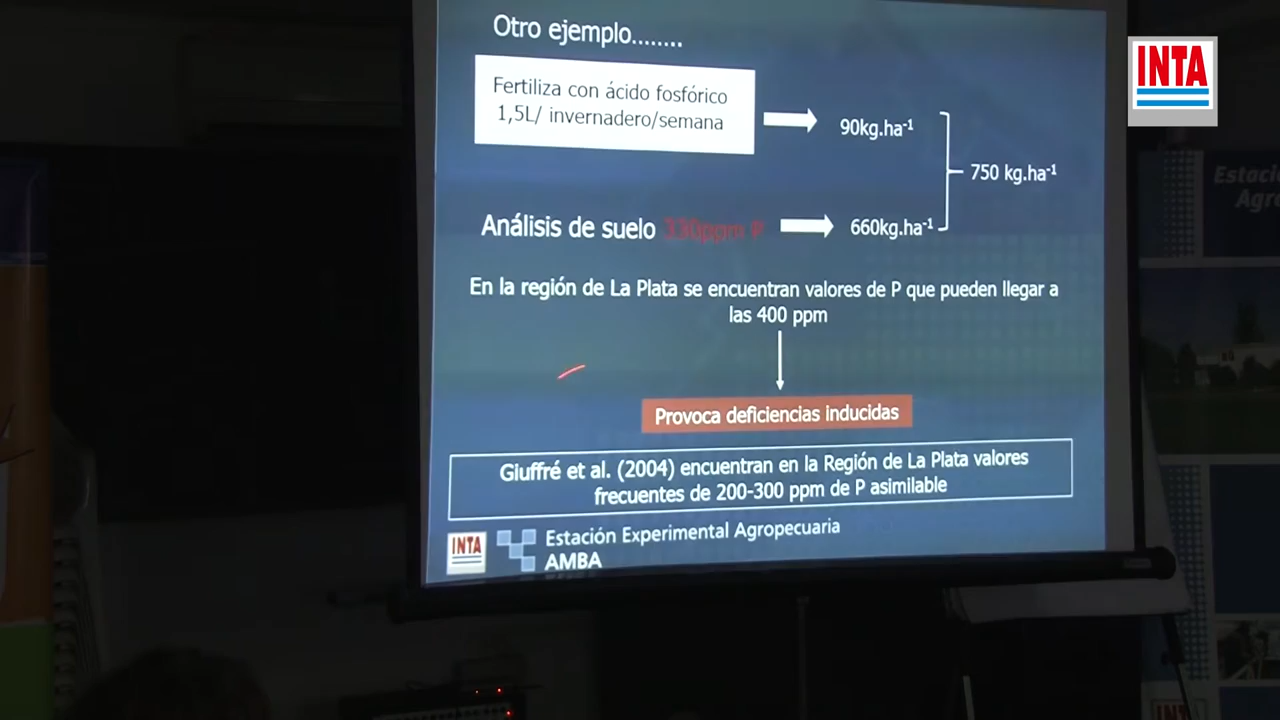 Otro ejemplo........
INTA
Fertiliza con ácido fosfórico
1,5L/ invernadero/semana
90kg.ha-1
750 kg.ha-1
Análisis de suelo 330ppm P
660kg.ha-1
En la región de La Plata se encuentran valores de P que pueden llegar a
las 400 ppm
Provoca deficiencias inducidas
Giuffré et al. (2004) encuentran en la Región de La Plata valores
frecuentes de 200-300 ppm de P asimilable
INTA
Estación Experimental Agropecuaria
AMBA
INTA